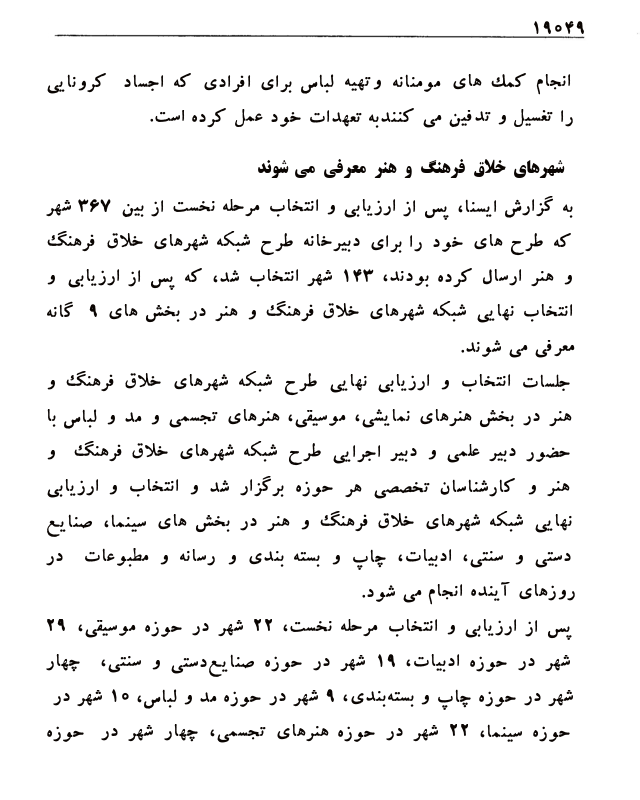 ۱۹۰۴۹
انجام کمك های مومنانه وتهیه لباس برای افرادی که اجساد کرونایی
را تغسیل و تدفین می کنندبه تعهدات خود عمل کرده است.
شهرهای خلاق فرهنگ و هنر معرفی می شوند
به گزارش ایسنا، پس از ارزیابی و انتخاب مرحله نخست از بین ۳۶۷ شهر
که طرح های خود را برای دبیرخانه طرح شبکه شهرهای خلاق فرهنگ
و هنر ارسال کرده بودند، ۱۴۳ شهر انتخاب شد، که پس از ارزیابی و
انتخاب نهایی شبکه شهرهای خلاق فرهنگ و هنر در بخش های ۹ گانه
معرفی می شوند.
جلسات انتخاب و ارزیابی نهایی طرح شبکه شهرهای خلاق فرهنگ و
هنر در بخش هنرهای نمایشی، موسیقی، هنرهای تجسمی و مد و لباس با
حضور دبیر علمی و دبیر اجرایی طرح شبکه شهرهای خلاق فرهنگ و
هنر و کارشناسان تخصصی هر حوزه برگزار شد و انتخاب و ارزیابی
نهایی شبکه شهرهای خلاق فرهنگ و هنر در بخش های سینما، صنایع
دستی و سنتی، ادبیات، چاپ و بسته بندی و رسانه و مطبوعات در
روزهای آینده انجام می شود.
پس از ارزیابی و انتخاب مرحله نخست، ۲۲ شهر در حوزه موسیقی، ۲۹
شهر در حوزه ادبیات، ۱۹ شهر در حوزه صنایع‌دستی و سنتی، چهار
شهر در حوزه چاپ و بسته‌بندی، ۹ شهر در حوزه مد و لباس، ۱۵ شهر در
حوزه سینما، ۲۲ شهر در حوزه هنرهای تجسمی، چهار شهر در حوزه